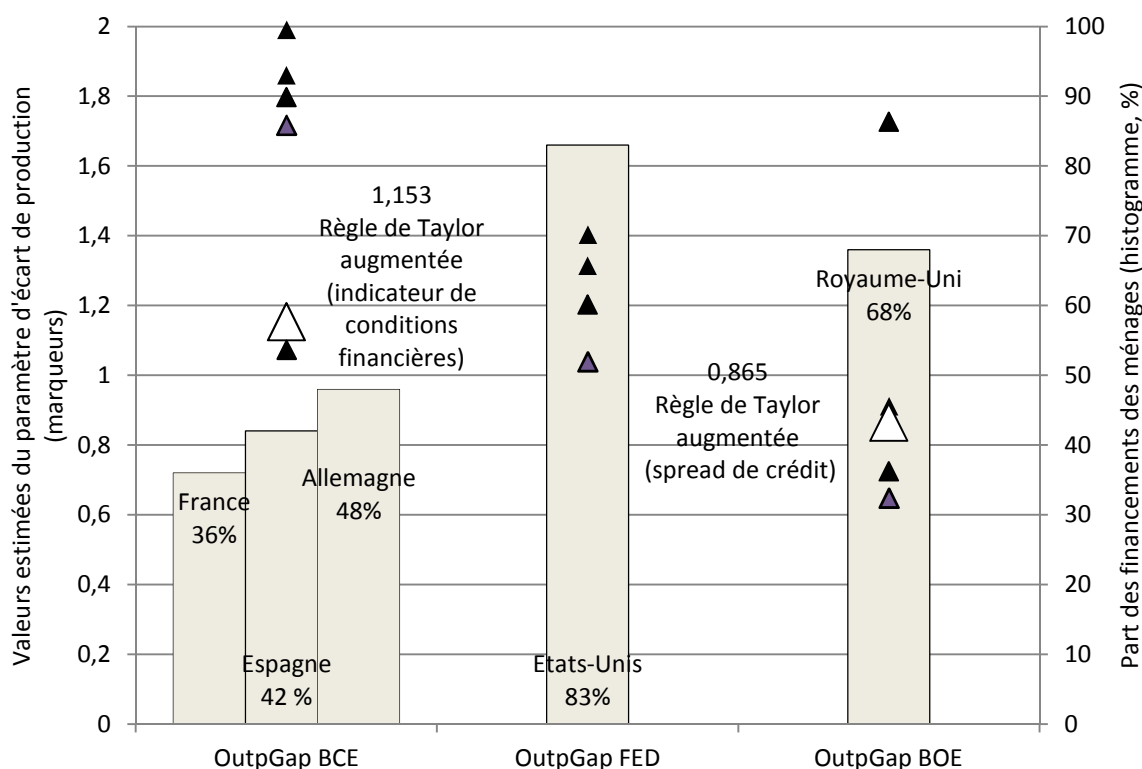 Valeurs estimées du paramètre d'écart de production
(marqueurs)
2
1,8
1,6
1,4
1,2
1
0,8
0,6
0,4
0,2
0
1,153
Règle de Taylor
augmentée
(indicateur de
conditions
financières)
0,865
Règle de Taylor
augmentée
(spread de crédit)
France
36%
Espagne
42 %
Allemagne
48%
Etats-Unis
83%
Royaume-Uni
68%
OutpGap BCE
OutpGap FED
OutpGap BOE
100
90
80
70
60
50
40
30
20
10
0
Part des financements des ménages (histogramme, %)